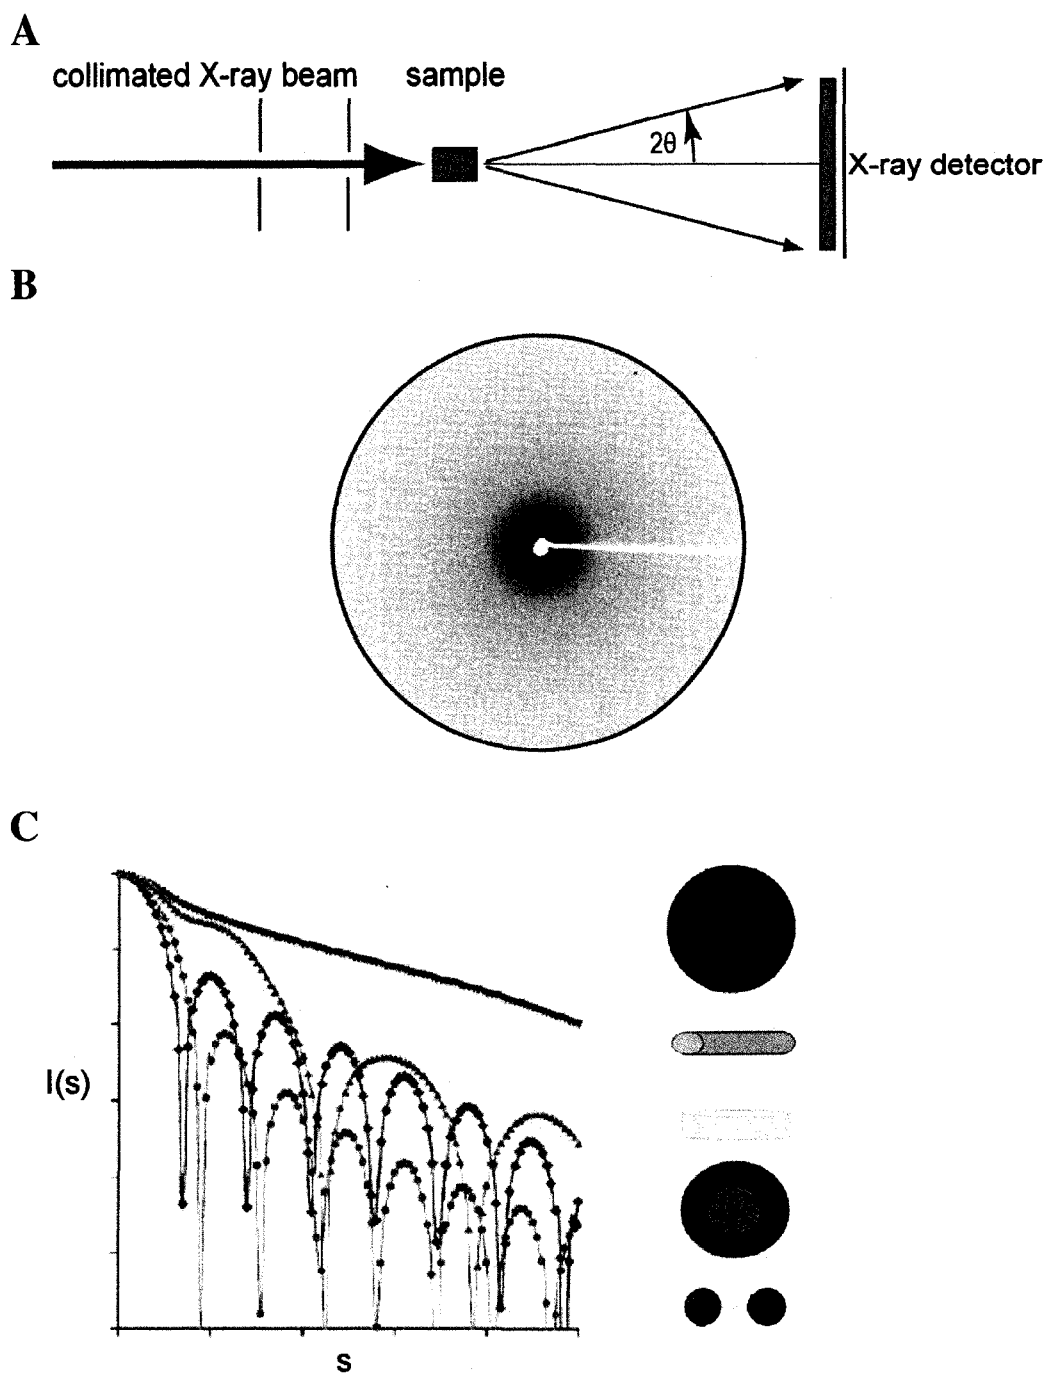 A
collimated X-ray beam
sample
2θ
X-ray detector
B
C
I(s)
s